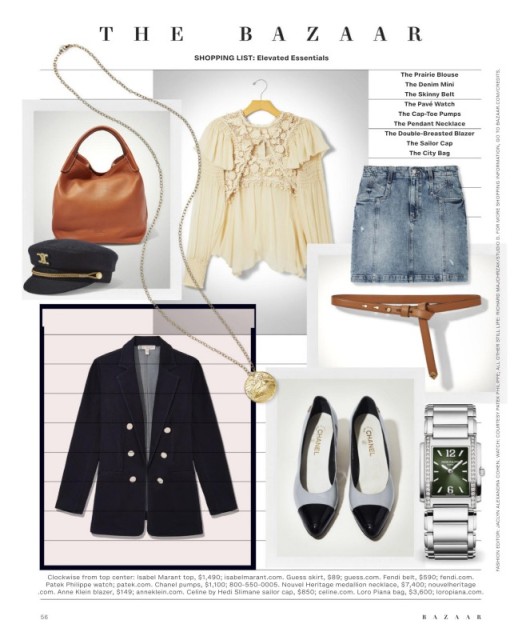 THE BAZAAR
SHOPPING LIST: Elevated Essentials
The Prairie Blouse
The Denim Mini
The Skinny Belt
The Pavé Watch
The Cap-Toe Pumps
The Pendant Necklace
The Double-Breasted Blazer
The Sailor Cap
The City Bag
CHANEL
CHANEL
Clockwise from top center: Isabel Marant top, $1,490; isabelmarant.com. Guess skirt, $89; guess.com. Fendi belt, $590; fendi.com.
Patek Philippe watch; patek.com. Chanel pumps, $1,100; 800-550-0005. Nouvel Heritage medallion necklace, $7,400; nouvelheritage
.com. Anne Klein blazer, $149; anneklein.com. Celine by Hedi Slimane sailor cap, $650; celine.com. Loro Piana bag, $3,600; loropiana.com.
56
BAZAAR
FASHION EDITOR: JACLYN ALEXANDRA COHEN; WATCH: COURTESY PATEK PHILIPPE; ALL OTHER STILL LIFE: RICHARD MAJCHRZAK/STUDIO D. FOR MORE SHOPPING INFORMATION, GO TO BAZAAR.COM/CREDITS.